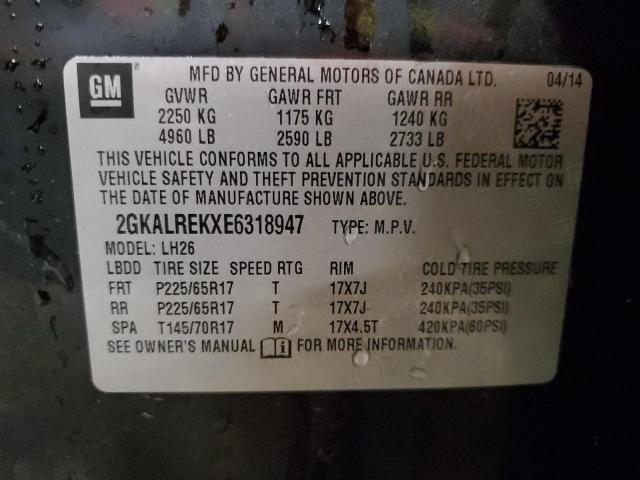 GM MFD BY GENERAL MOTORS OF CANADA LTD. 04/14
GVWR GAWR FRT GAWR RR
2250 KG 1175 KG 1240 KG
4960 LB 2590 LB 2733 LB
THIS VEHICLE CONFORMS TO ALL APPLICABLE U.S. FEDERAL MOTOR
VEHICLE SAFETY AND THEFT PREVENTION STANDARDS IN EFFECT ON
THE DATE OF MANUFACTURE SHOWN ABOVE.
2GKALREKXE6318947 TYPE: M.P.V.
MODEL: LH26
LBDD TIRE SIZE SPEED RTG RIM COLD TIRE PRESSURE
FRT P225/65R17 T 17X7J 240KPA(35PSI)
RR P225/65R17 T 17X7J 240KPA(35PSI)
SPA T145/70R17 M 17X4.5T 420KPA(60PSI)
SEE OWNER'S MANUAL FOR MORE INFORMATION.